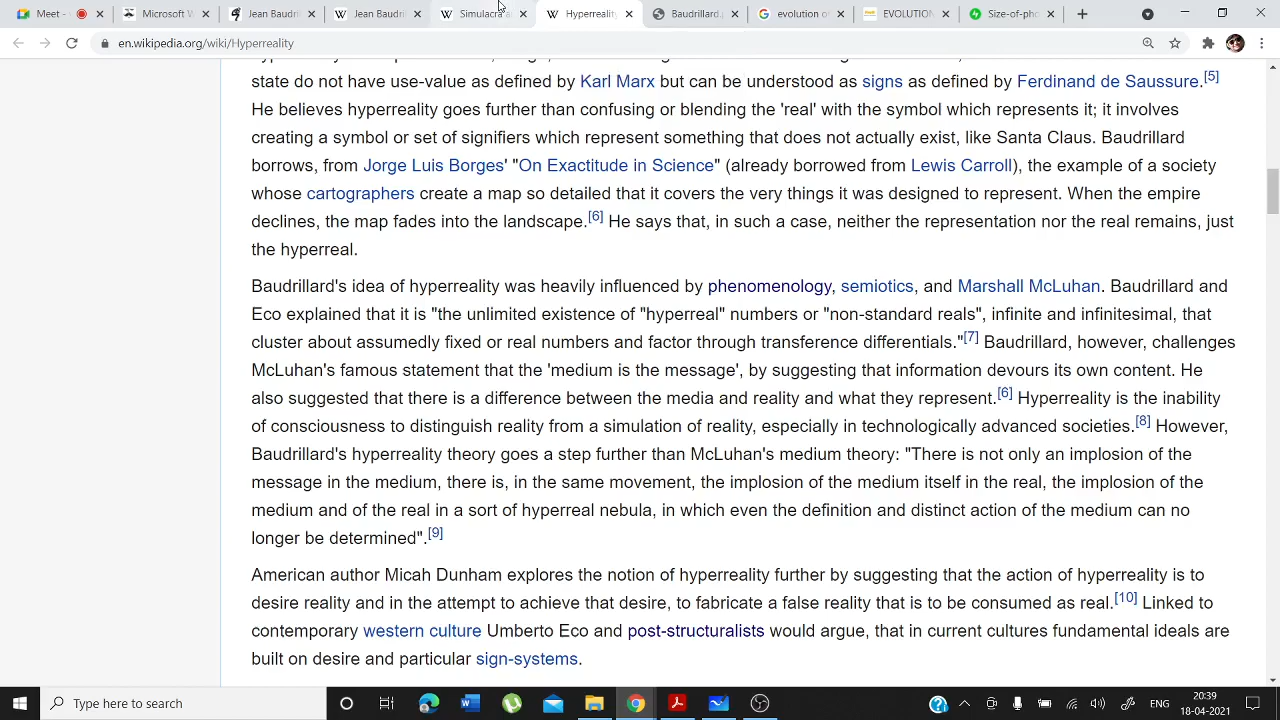 Meet -
Microsoft W
Jean Baudri
Jean Baudri
Simulacra a
Hyperreality
Baudrillard,
evolution o
EVOLUTION
Size-of-pho
en.wikipedia.org/wiki/Hyperreality
state do not have use-value as defined by Karl Marx but can be understood as signs as defined by Ferdinand de Saussure.[5]
He believes hyperreality goes further than confusing or blending the 'real' with the symbol which represents it; it involves
creating a symbol or set of signifiers which represent something that does not actually exist, like Santa Claus. Baudrillard
borrows, from Jorge Luis Borges' "On Exactitude in Science" (already borrowed from Lewis Carroll), the example of a society
whose cartographers create a map so detailed that it covers the very things it was designed to represent. When the empire
declines, the map fades into the landscape.[6] He says that, in such a case, neither the representation nor the real remains, just
the hyperreal.
Baudrillard's idea of hyperreality was heavily influenced by phenomenology, semiotics, and Marshall McLuhan. Baudrillard and
Eco explained that it is "the unlimited existence of "hyperreal" numbers or "non-standard reals", infinite and infinitesimal, that
cluster about assumedly fixed or real numbers and factor through transference differentials."[7] Baudrillard, however, challenges
McLuhan's famous statement that the 'medium is the message', by suggesting that information devours its own content. He
also suggested that there is a difference between the media and reality and what they represent.[6] Hyperreality is the inability
of consciousness to distinguish reality from a simulation of reality, especially in technologically advanced societies.[8] However,
Baudrillard's hyperreality theory goes a step further than McLuhan's medium theory: "There is not only an implosion of the
message in the medium, there is, in the same movement, the implosion of the medium itself in the real, the implosion of the
medium and of the real in a sort of hyperreal nebula, in which even the definition and distinct action of the medium can no
longer be determined".[9]
American author Micah Dunham explores the notion of hyperreality further by suggesting that the action of hyperreality is to
desire reality and in the attempt to achieve that desire, to fabricate a false reality that is to be consumed as real.[10] Linked to
contemporary western culture Umberto Eco and post-structuralists would argue, that in current cultures fundamental ideals are
built on desire and particular sign-systems.
Type here to search
ENG
20:39
18-04-2021